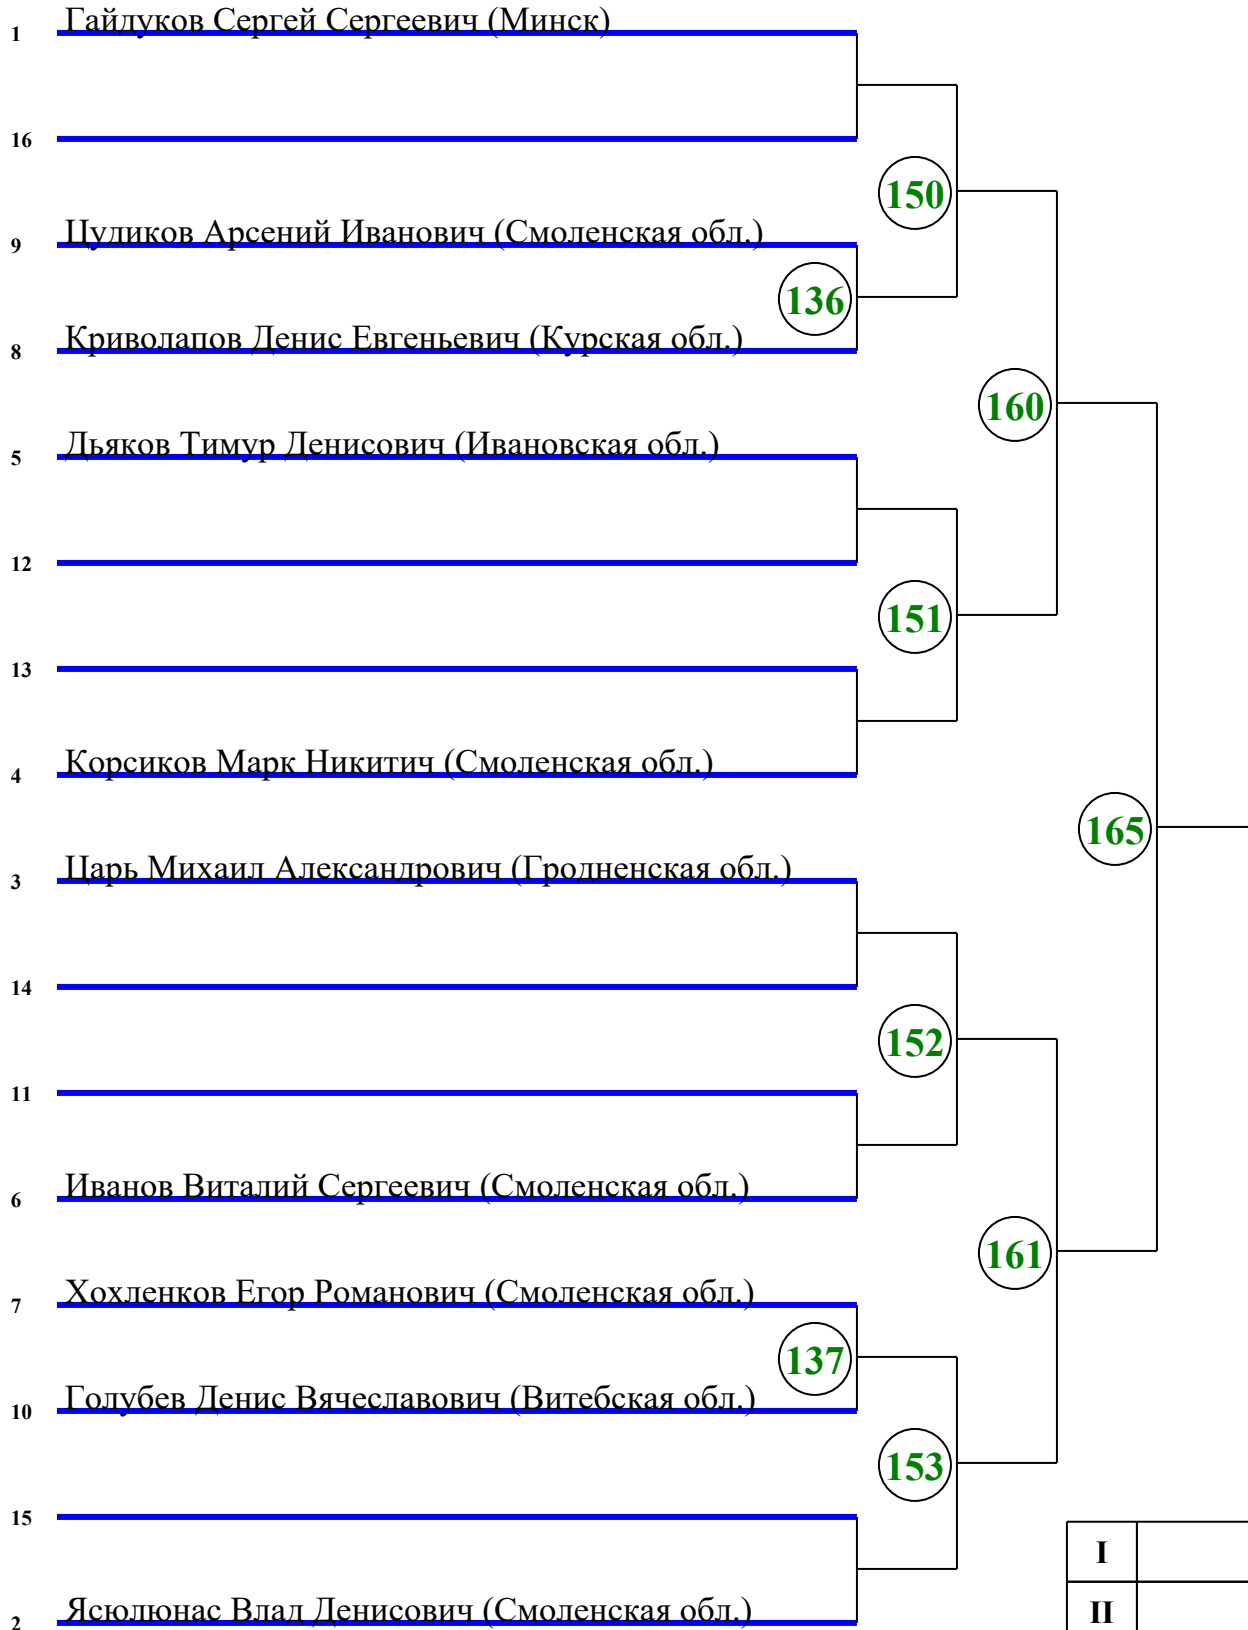 1 Гайдуков Сергей Сергеевич (Минск)
16
150
9 Цудиков Арсений Иванович (Смоленская обл.)
136
8 Криволапов Денис Евгеньевич (Курская обл.)
160
5 Дьяков Тимур Денисович (Ивановская обл.)
12
151
13
4 Корсиков Марк Никитич (Смоленская обл.)
165
3 Царь Михаил Александрович (Гродненская обл.)
14
152
11
6 Иванов Виталий Сергеевич (Смоленская обл.)
161
7 Хохленков Егор Романович (Смоленская обл.)
137
10 Голубев Денис Вячеславович (Витебская обл.)
153
15
I
2 Ясюлюнас Влад Денисович (Смоленская обл.)
II